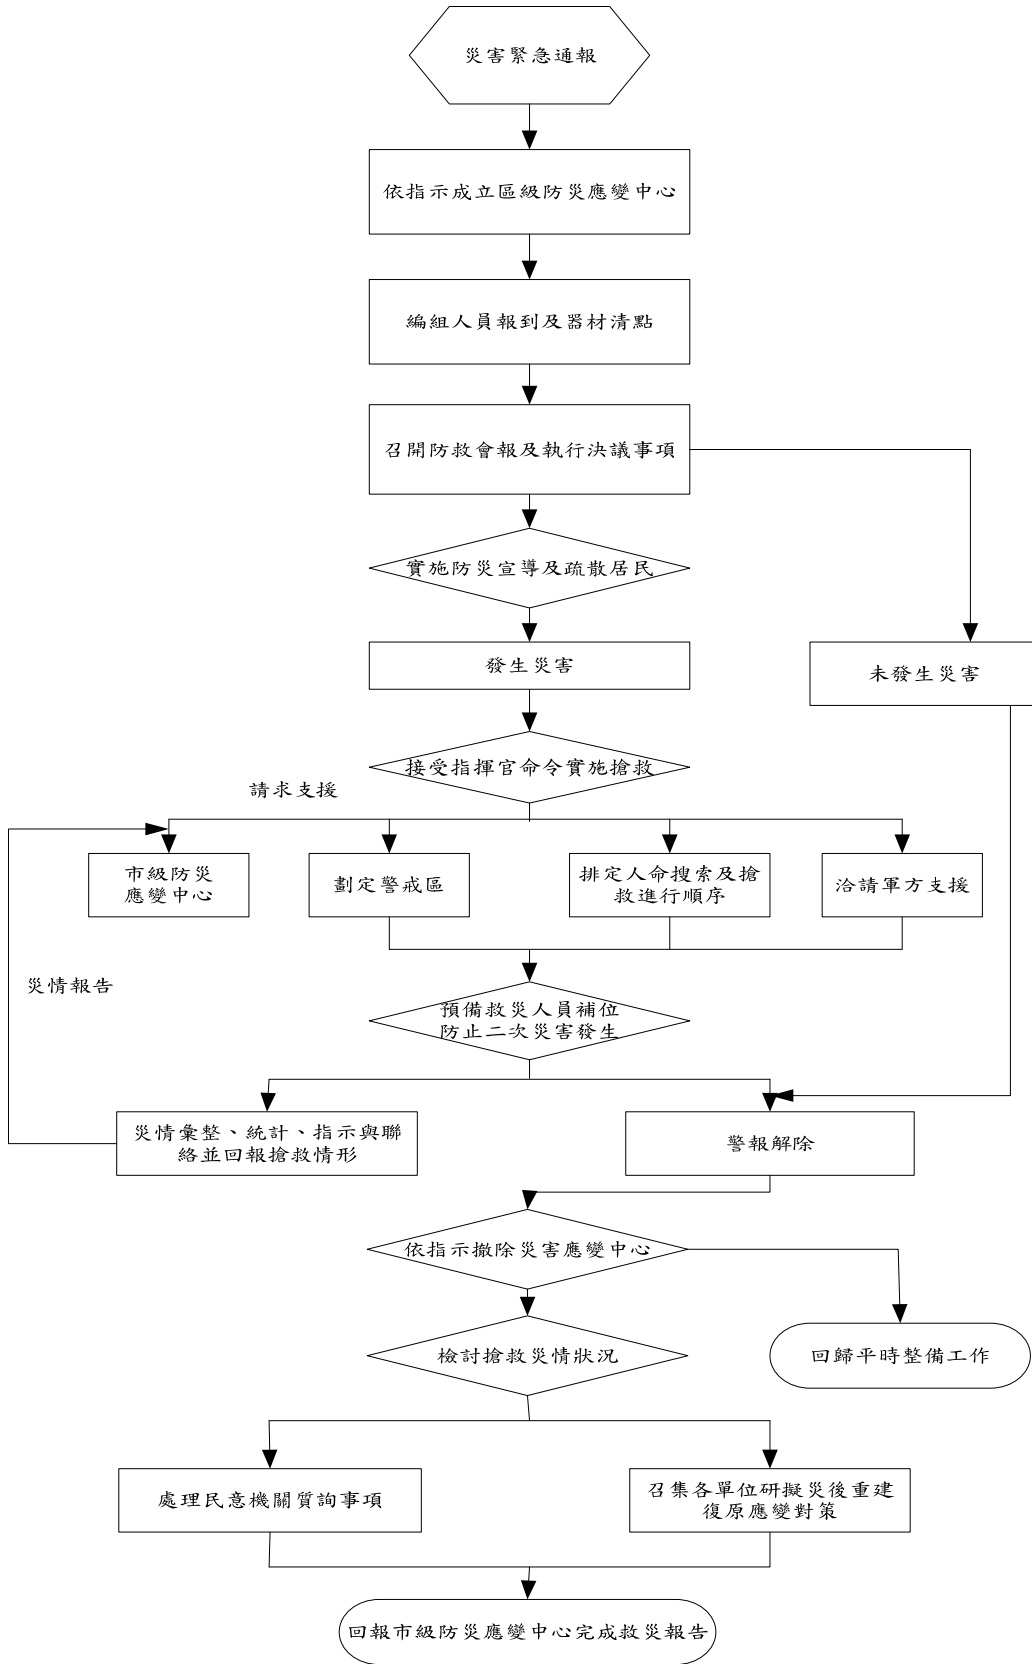 災害緊急通報
依指示成立區級防災應變中心
編組人員報到及器材清點
召開防救會報及執行決議事項
實施防災宣導及疏散居民
發生災害
未發生災害
接受指揮官命令實施搶救
請求支援
市級防災
應變中心
劃定警戒區
排定人命搜索及搶
救進行順序
洽請軍方支援
災情報告
預備救災人員補位
防止二次災害發生
災情彙整、統計、指示與聯
絡並回報搶救情形
警報解除
依指示撤除災害應變中心
檢討搶救災情狀況
回歸平時整備工作
處理民意機關質詢事項
召集各單位研擬災後重建
復原應變對策
回報市級防災應變中心完成救災報告